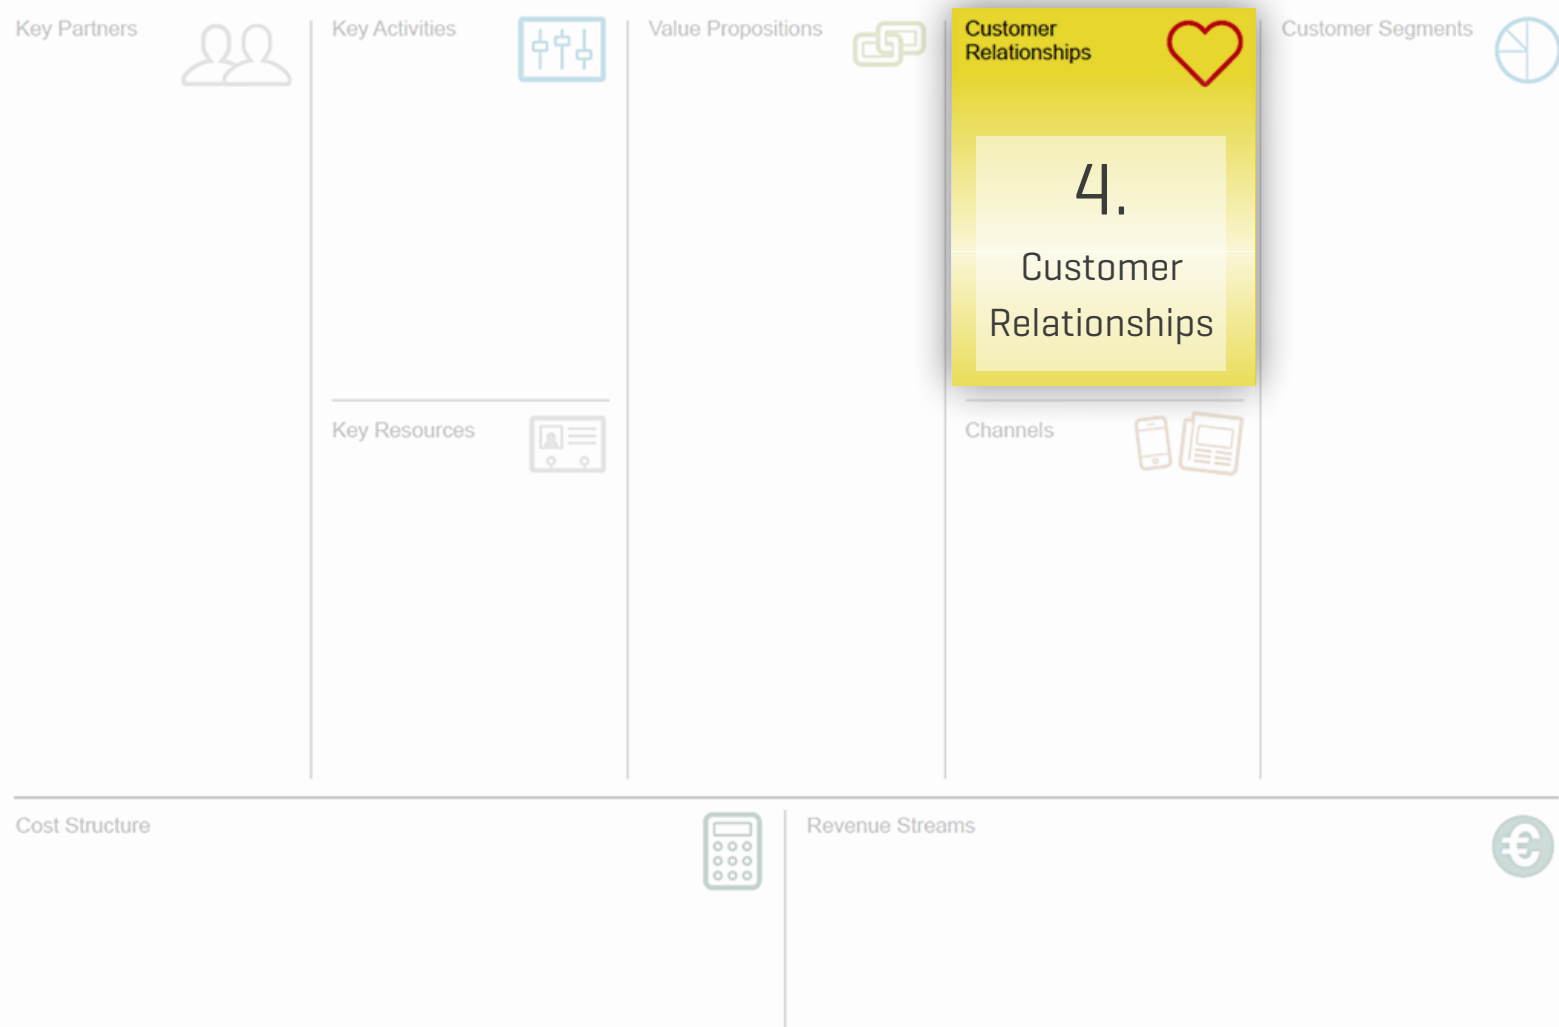 Key Partners
Key Activities
Value Propositions
Customer
Relationships
Customer Segments
4.
Customer
Relationships
Key Resources
Channels
Cost Structure
Revenue Streams
€